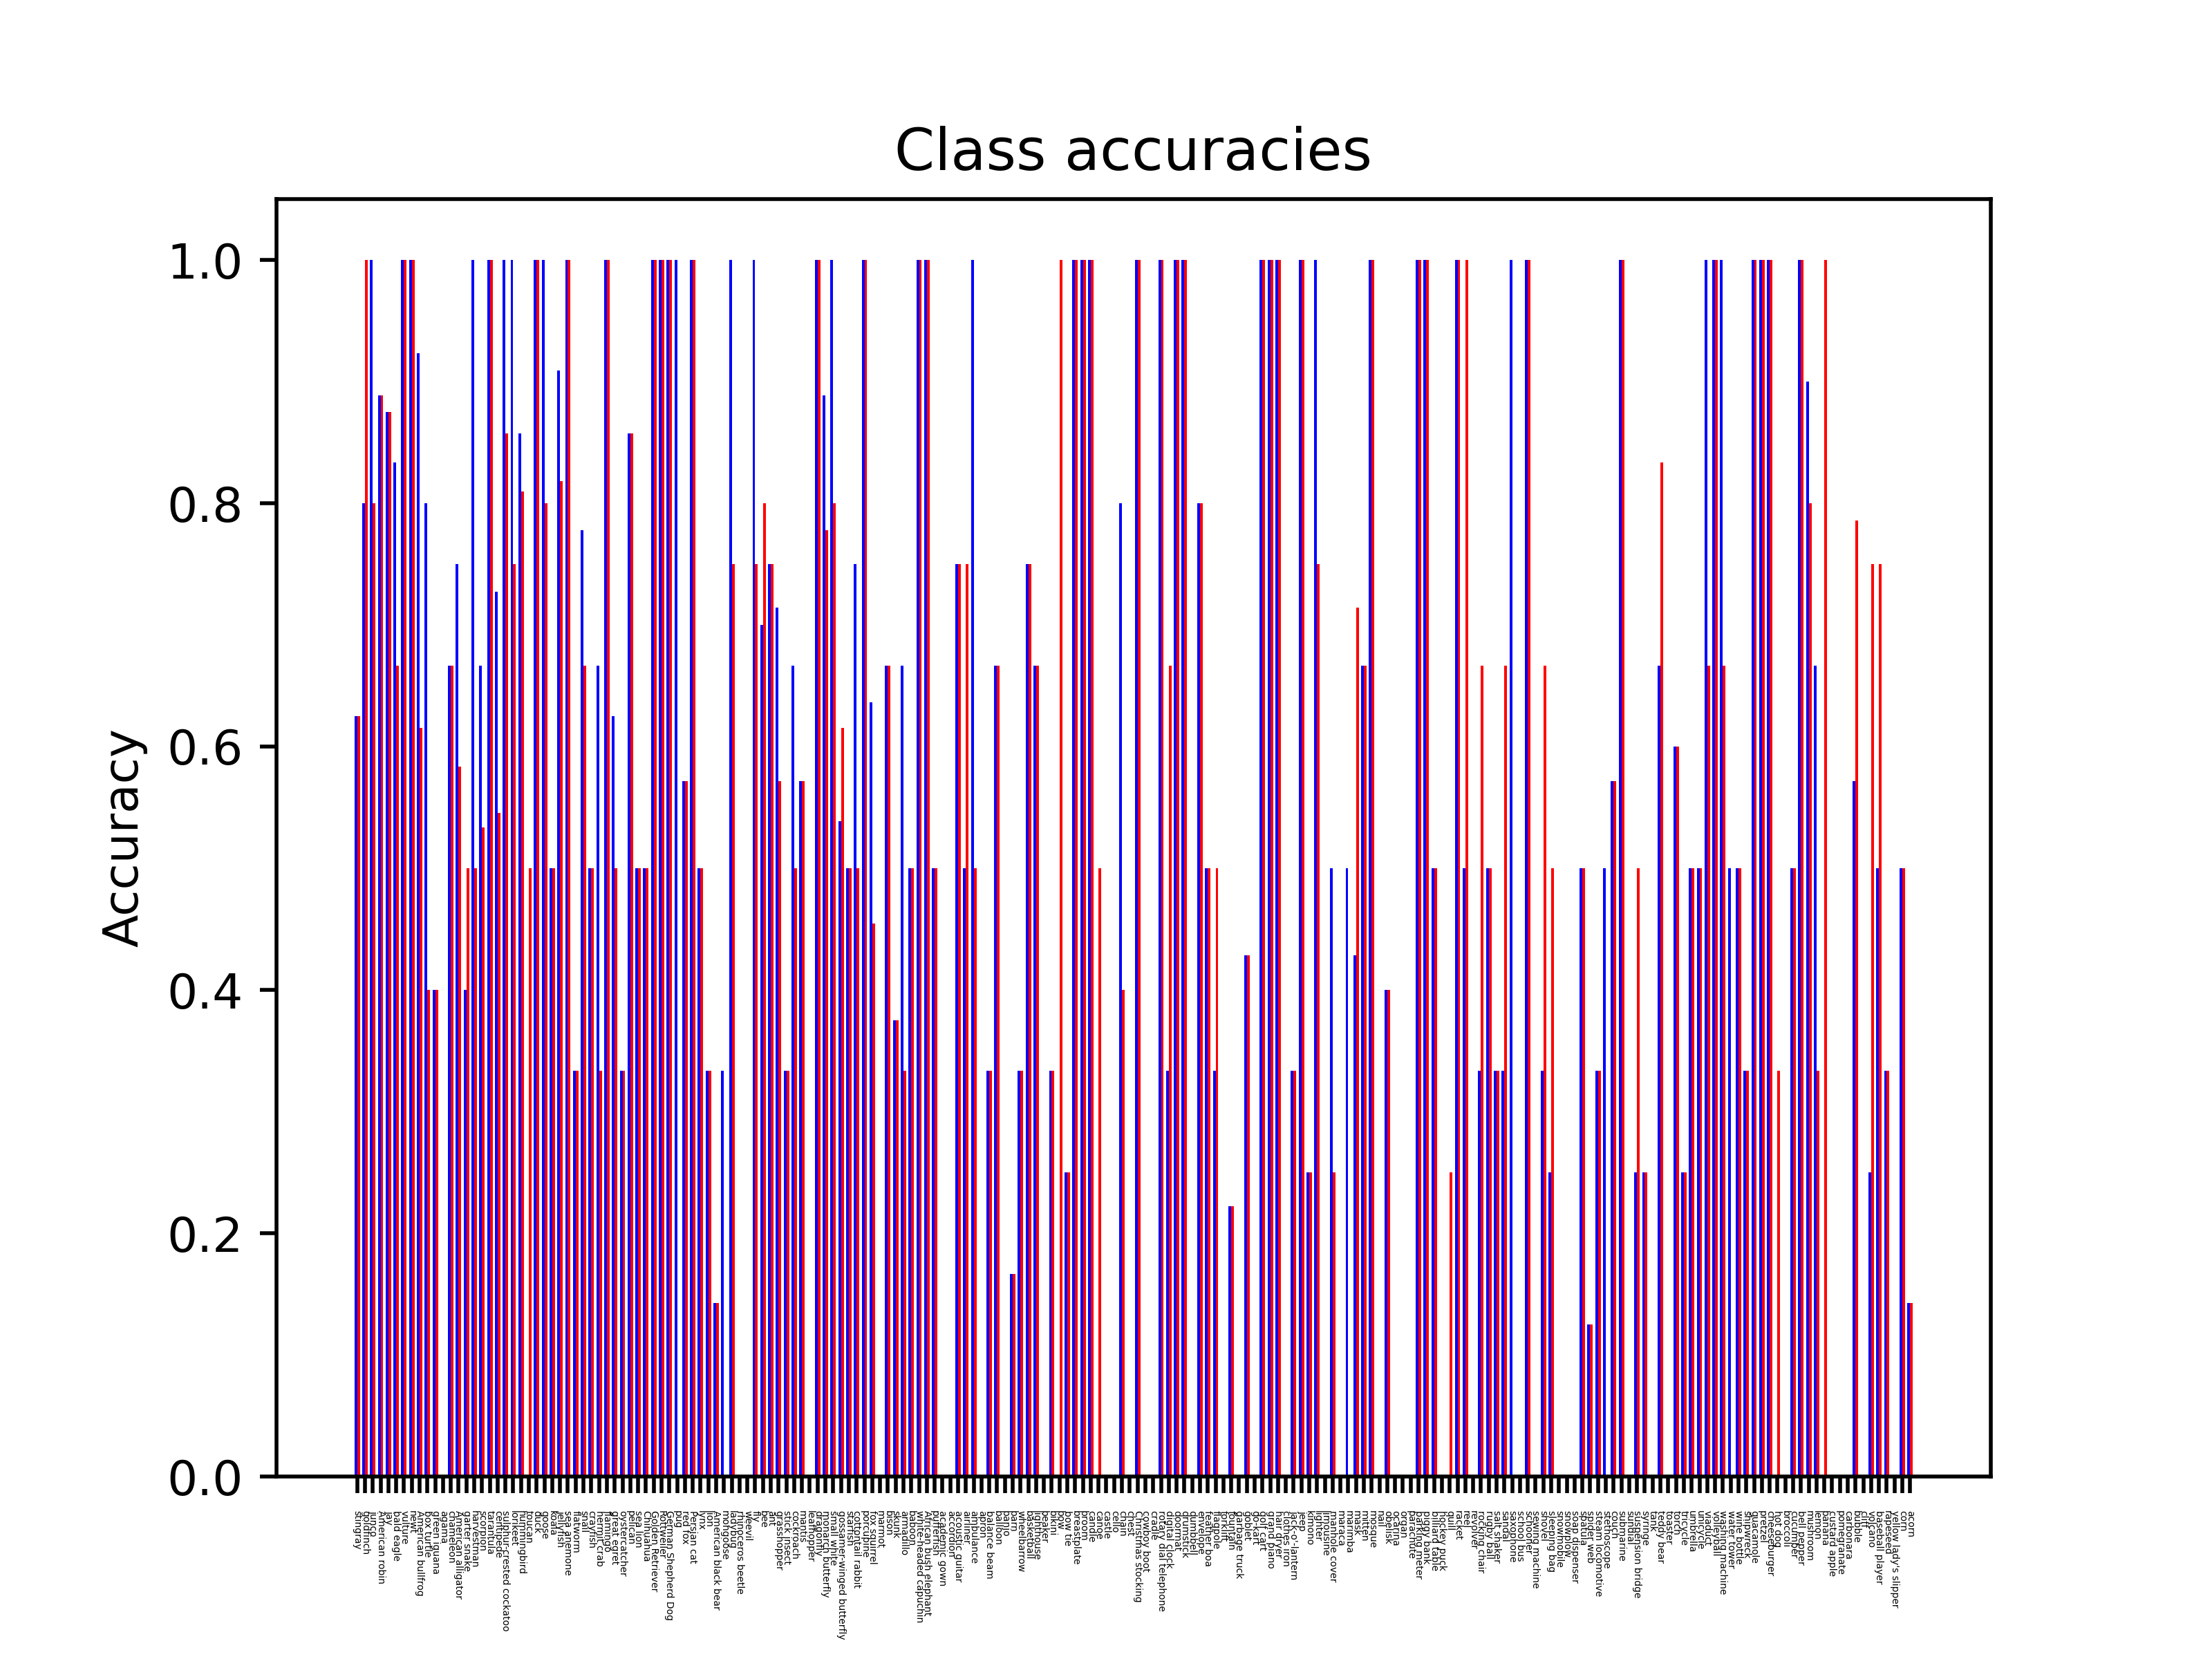 Class accuracies
Accuracy
1.0
0.8
0.6
0.4
0.2
0.0
stingray
goldfinch
junco
American robin
jay
bald eagle
vulture
newt
American bullfrog
box turtle
green iguana
agama
chameleon
American alligator
garter snake
harvestman
scorpion
tarantula
centipede
sulphur-crested cockatoo
lorikeet
hummingbird
toucan
duck
goose
koala
jellyfish
sea anemone
flatworm
snail
crayfish
hermit crab
flamingo
great egret
oystercatcher
pelican
sea lion
Chihuahua
Golden Retriever
Rottweiler
German Shepherd Dog
pug
red fox
Persian cat
lynx
lion
American black bear
mongoose
ladybug
rhinoceros beetle
weevil
fly
bee
ant
grasshopper
stick insect
cockroach
mantis
leafhopper
dragonfly
monarch butterfly
small white
gossamer-winged butterfly
starfish
cottontail rabbit
porcupine
fox squirrel
marmot
bison
skunk
armadillo
baboon
white-headed capuchin
African bush elephant
pufferfish
academic gown
accordion
acoustic guitar
airliner
ambulance
apron
balance beam
balloon
banjo
barn
wheelbarrow
basketball
lighthouse
beaker
bikini
bow
bow tie
breastplate
broom
candle
canoe
castle
cello
chain
chest
Christmas stocking
cowboy boot
cradle
rotary dial telephone
digital clock
doormat
drumstick
dumbbell
envelope
feather boa
flagpole
forklift
fountain
garbage truck
goblet
go-kart
golf cart
grand piano
hair dryer
clothes iron
jack-o'-lantern
jeep
kimono
lighter
limousine
manhole cover
maraca
marimba
mask
mitten
mosque
nail
obelisk
ocarina
organ
parachute
parking meter
piggy bank
billiard table
hockey puck
quill
racket
reel
revolver
rocking chair
rugby ball
salt shaker
sandal
saxophone
school bus
schooner
sewing machine
shovel
sleeping bag
snowmobile
snowplow
soap dispenser
spatula
spider web
steam locomotive
stethoscope
couch
submarine
sundial
suspension bridge
syringe
tank
teddy bear
toaster
torch
tricycle
umbrella
unicycle
viaduct
volleyball
washing machine
water tower
wine bottle
shipwreck
guacamole
pretzel
cheeseburger
hot dog
broccoli
cucumber
bell pepper
mushroom
lemon
banana
custard apple
pomegranate
carbonara
bubble
cliff
volcano
baseball player
rapeseed
yellow lady's slipper
corn
acorn